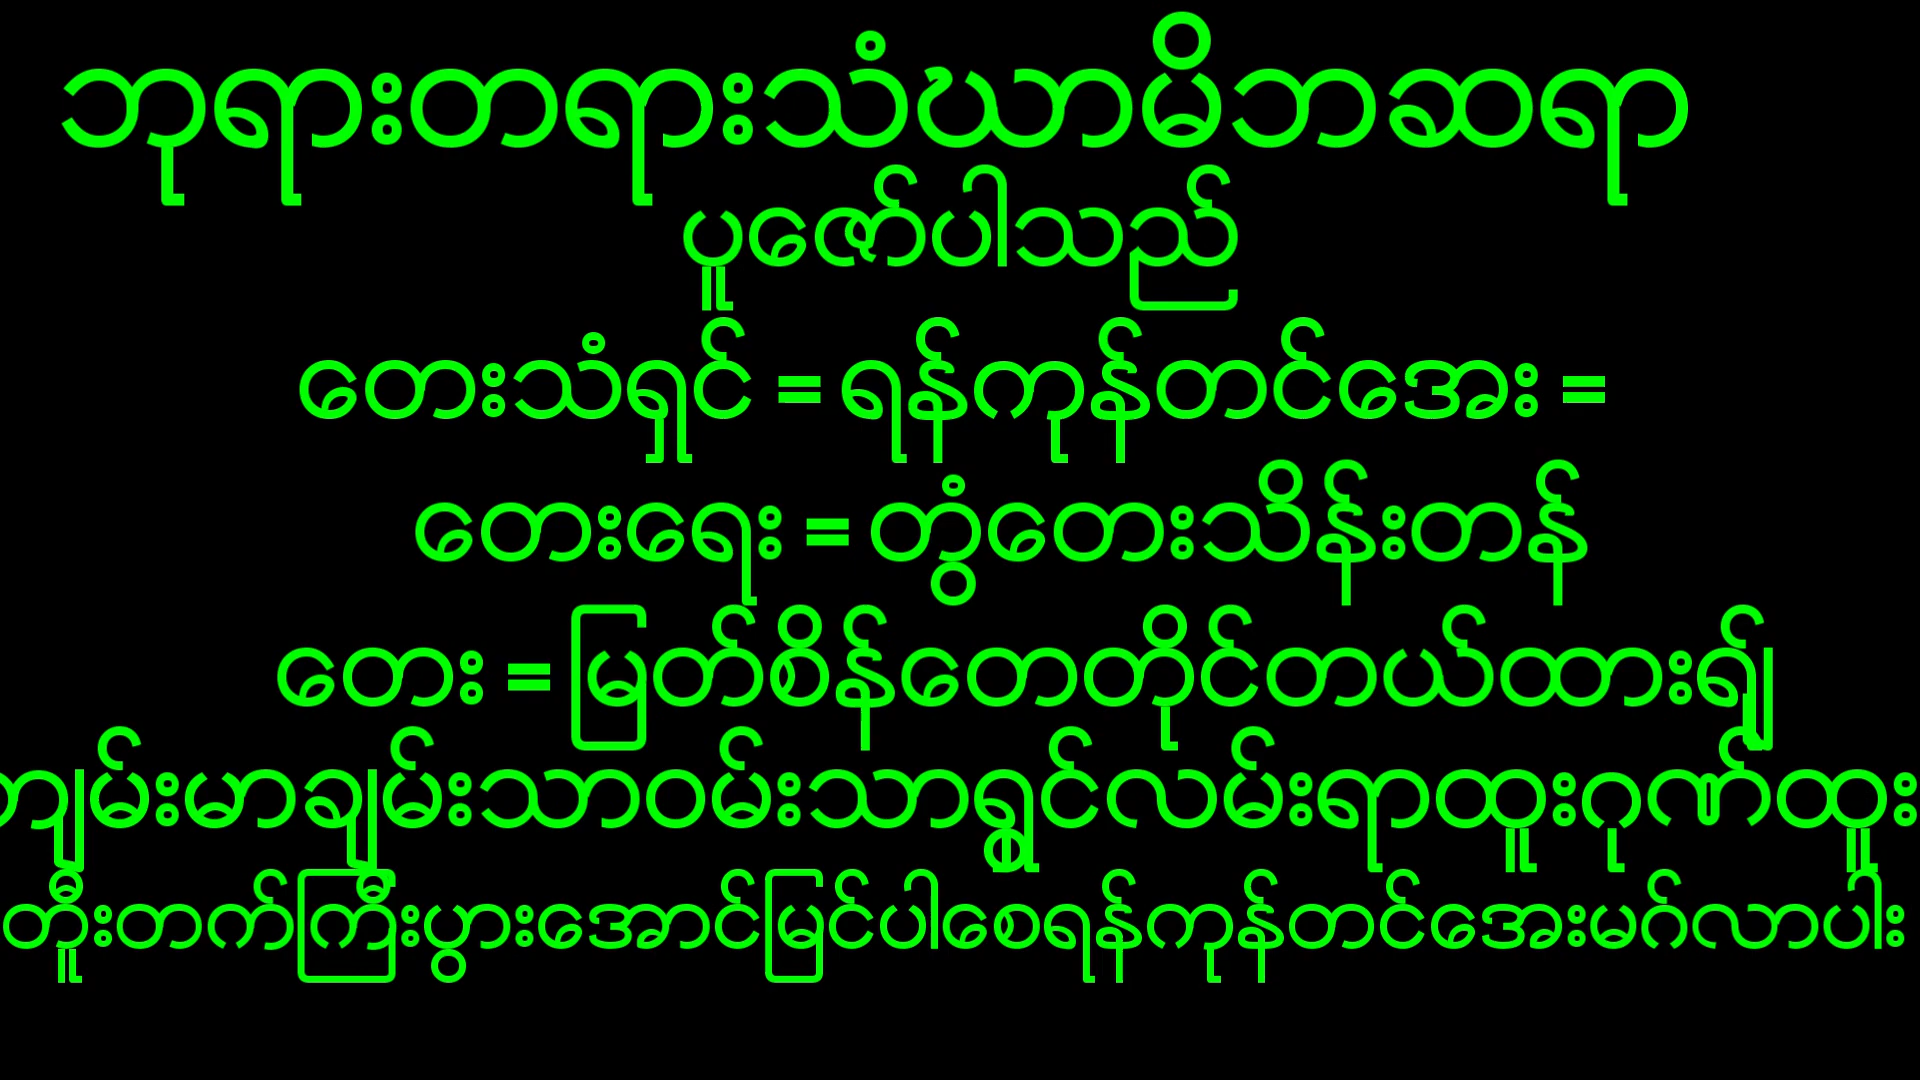 ဘုရားတရားသံဃာမိဘဆရာ
ပူဇော်ပါသည်
တေးသံရှင် = ရန်ကုန်တင်အေး =
တေးရေး = တွံတေးသိန်းတန်
တေး = မြတ်စိန်တေတိုင်တယ်ထားရ်ျ
ကျမ်းမာချမ်းသာဝမ်းသာရွှင်လမ်းရာထူးဂုဏ်ထူး
တိူးတက်ကြီးပွားအောင်မြင်ပါစေရန်ကုန်တင်အေးမင်္ဂလာပါး